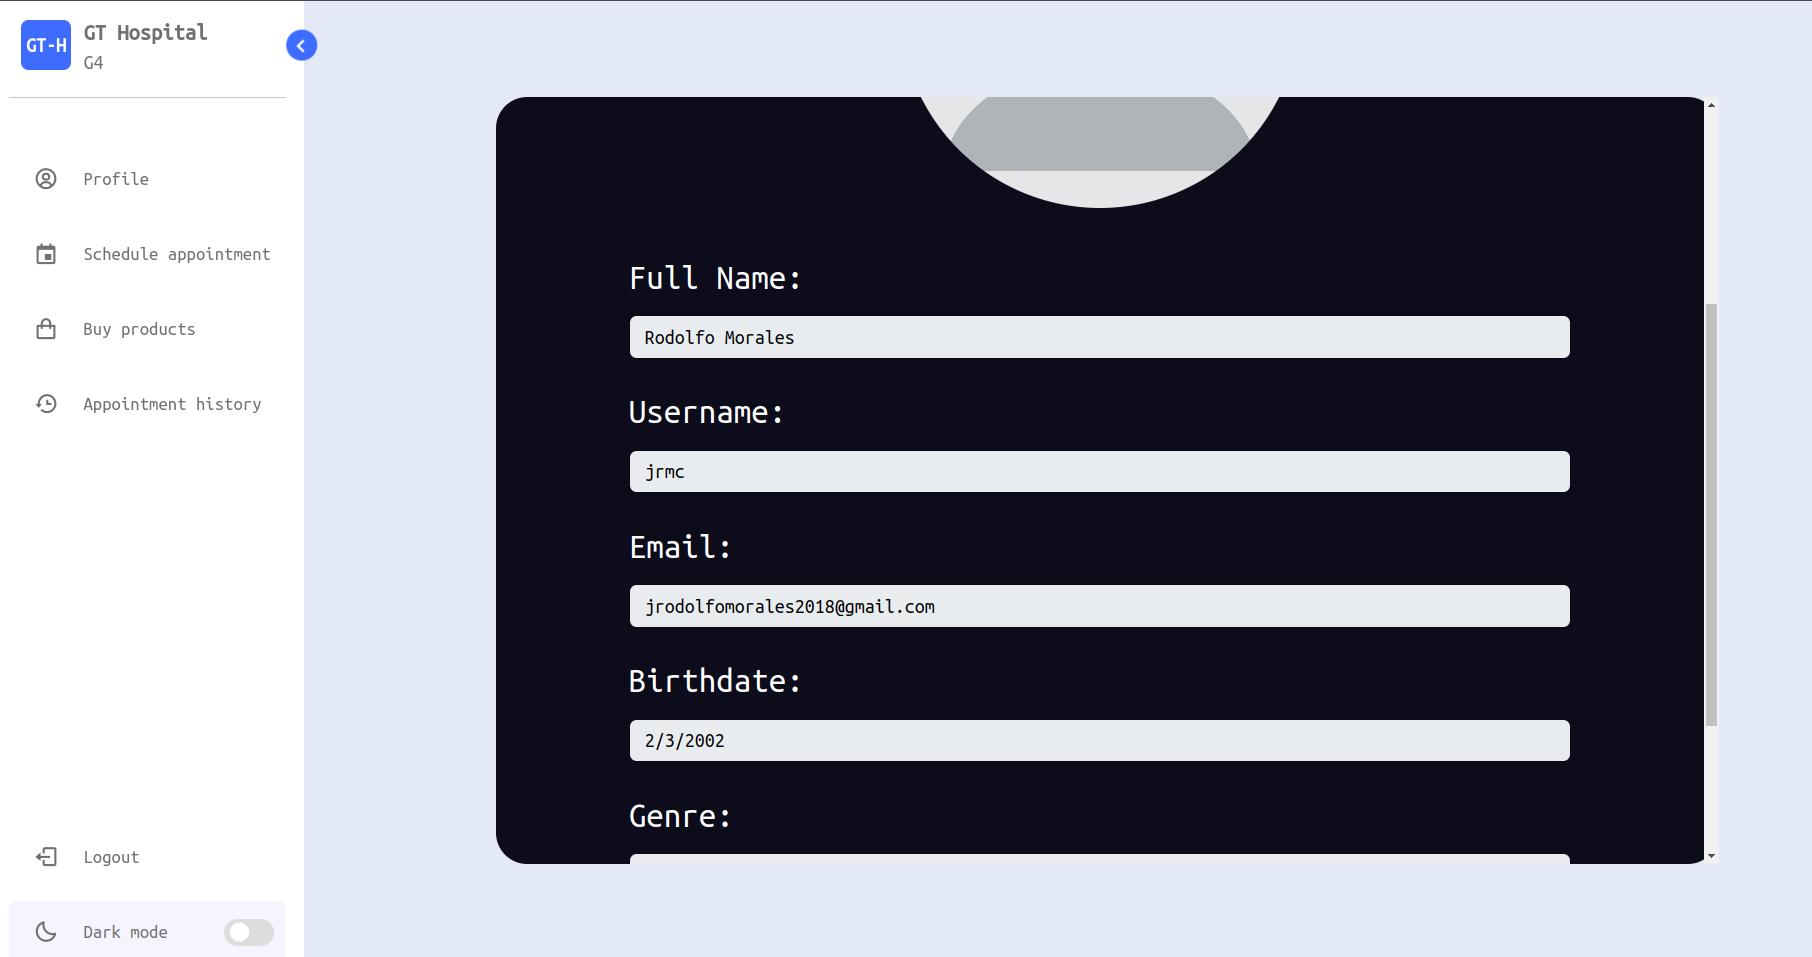 GT-H
GT Hospital
G4
Profile
Schedule appointment
Buy products
Appointment history
Logout
Dark mode
Full Name:
Rodolfo Morales
Username:
jrmc
Email:
jrodolfomorales2018@gmail.com
Birthdate:
2/3/2002
Genre: